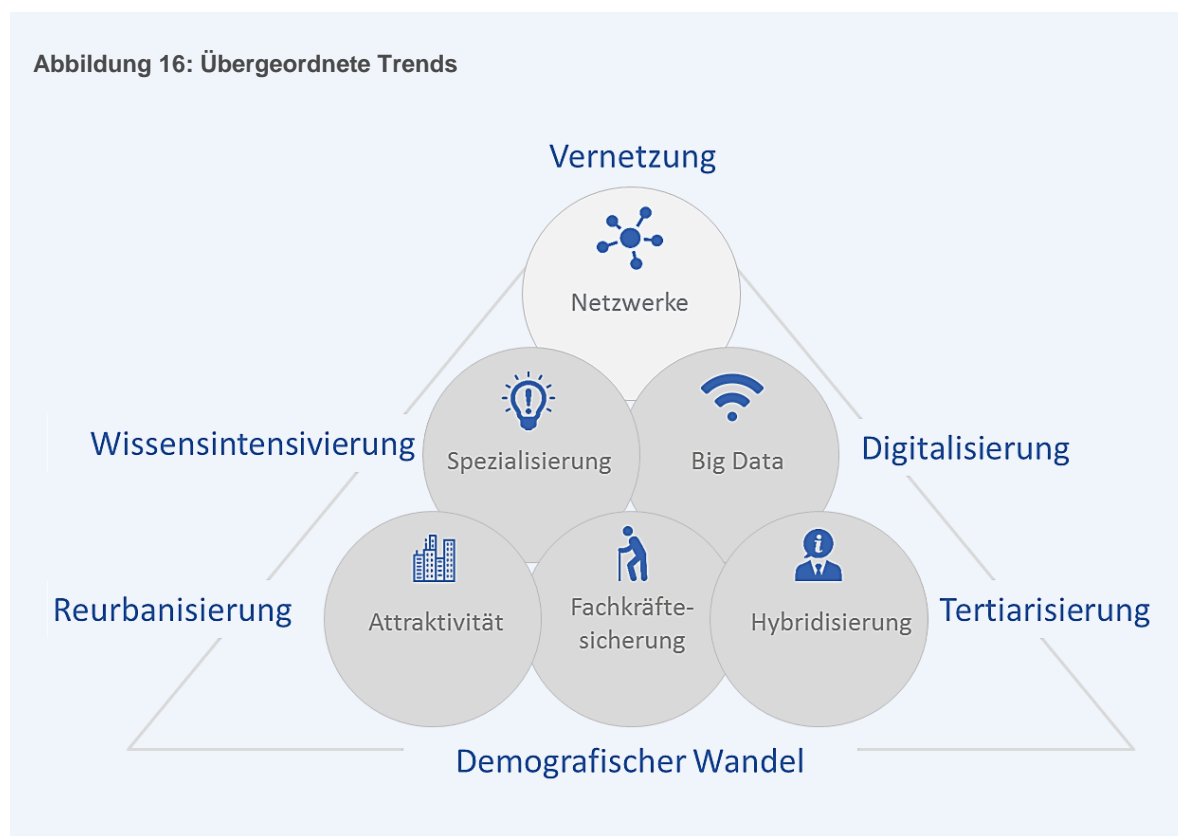 Abbildung 16: Übergeordnete Trends
Vernetzung
Netzwerke
Wissensintensivierung
Spezialisierung
Big Data
Digitalisierung
Reurbanisierung
Attraktivität
Fachkräfte-
sicherung
Hybridisierung
Tertiarisierung
Demografischer Wandel